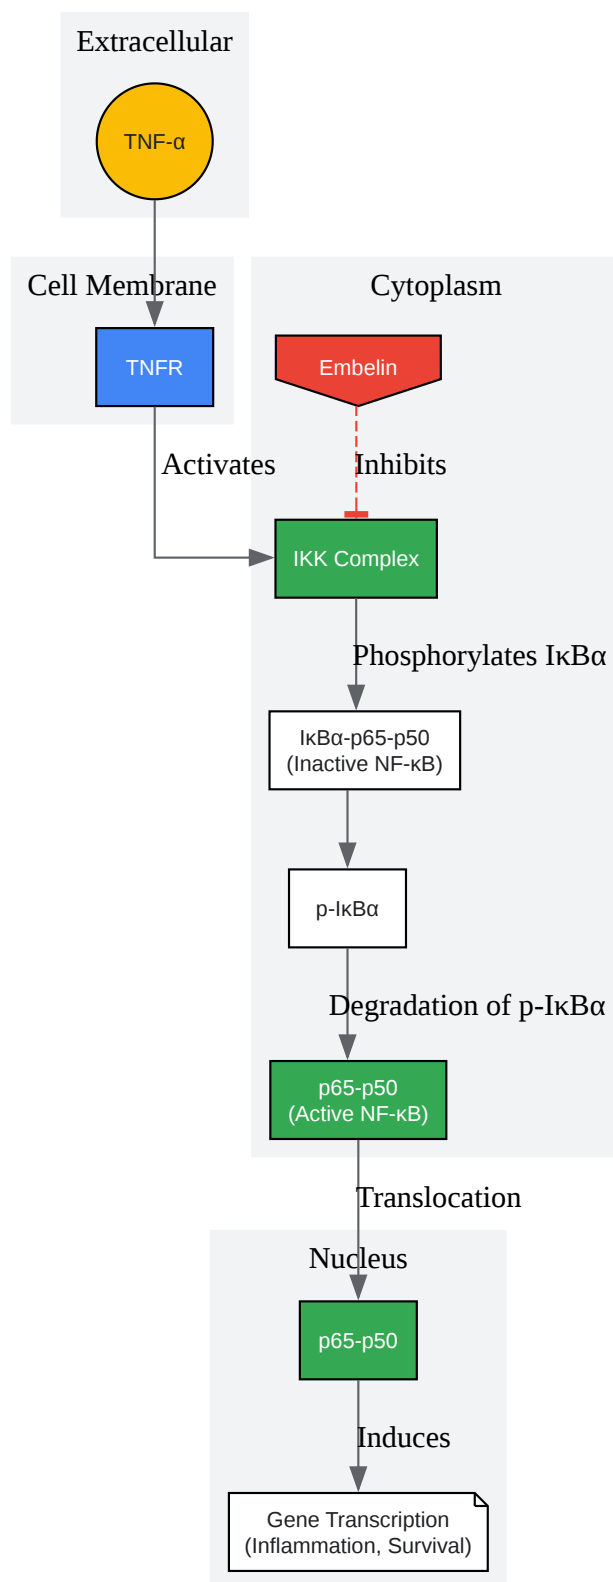 Extracellular
TNF-α
Cell Membrane
Cytoplasm
TNFR
Embelin
Activates
Inhibits
IKK Complex
Phosphorylates IκBα
IκBα-p65-p50
(Inactive NF-κB)
p-IκBα
Degradation of p-IκBα
p65-p50
(Active NF-κB)
Translocation
Nucleus
p65-p50
Induces
Gene Transcription
(Inflammation, Survival)